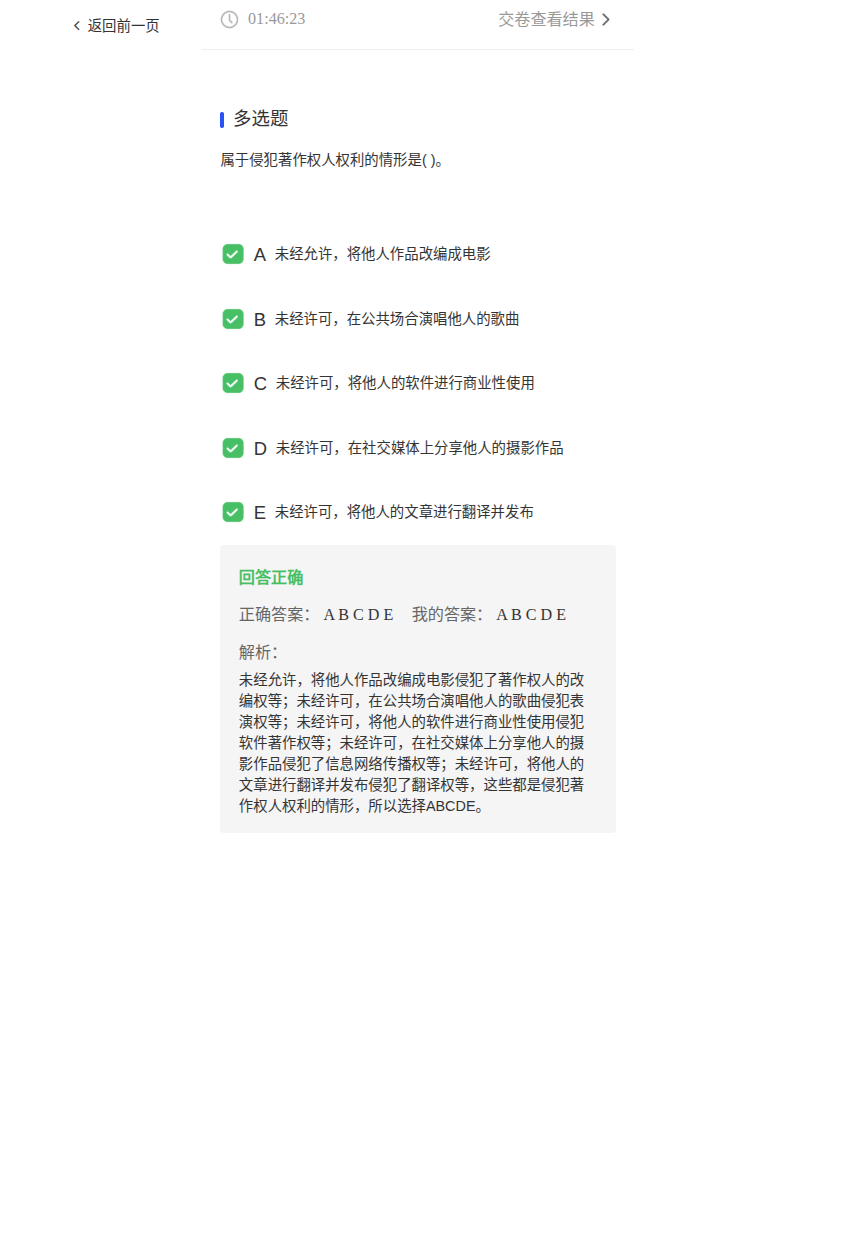 返回前一页
01:46:23 交卷查看结果
多选题
属于侵犯著作权人权利的情形是( )。
A 未经允许，将他人作品改编成电影
B 未经许可，在公共场合演唱他人的歌曲
C 未经许可，将他人的软件进行商业性使用
D 未经许可，在社交媒体上分享他人的摄影作品
E 未经许可，将他人的文章进行翻译并发布
回答正确
正确答案： A B C D E 我的答案： A B C D E
解析：
未经允许，将他人作品改编成电影侵犯了著作权人的改
编权等；未经许可，在公共场合演唱他人的歌曲侵犯表
演权等；未经许可，将他人的软件进行商业性使用侵犯
软件著作权等；未经许可，在社交媒体上分享他人的摄
影作品侵犯了信息网络传播权等；未经许可，将他人的
文章进行翻译并发布侵犯了翻译权等，这些都是侵犯著
作权人权利的情形，所以选择ABCDE。